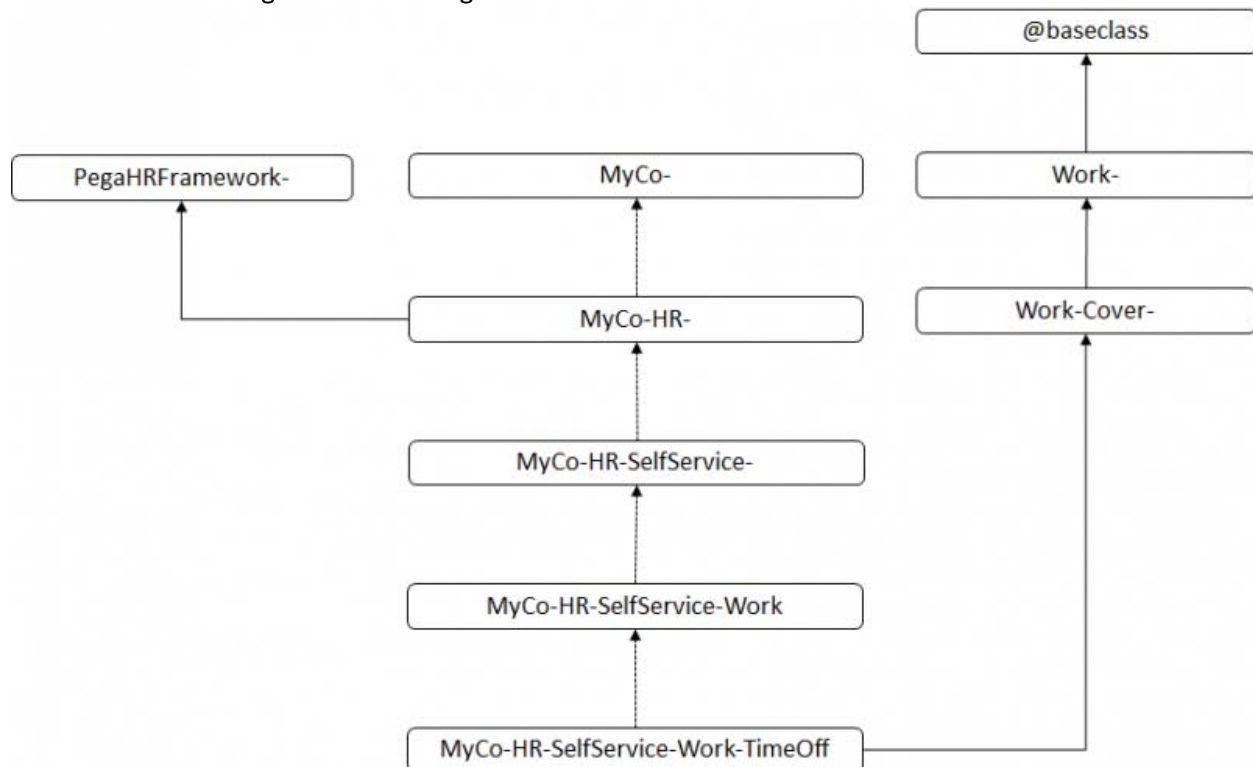 @baseclass
PegaHRFramework-
MyCo-
Work-
MyCo-HR-
Work-Cover-
MyCo-HR-SelfService-
MyCo-HR-SelfService-Work
MyCo-HR-SelfService-Work-TimeOff